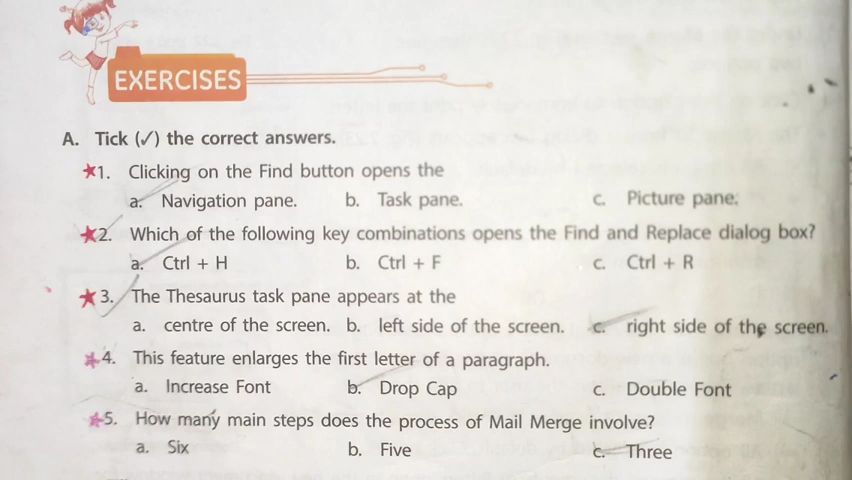 EXERCISES
A. Tick (✓) the correct answers.
1. Clicking on the Find button opens the
a. Navigation pane. b. Task pane. c. Picture pane.
2. Which of the following key combinations opens the Find and Replace dialog box?
a. Ctrl + H b. Ctrl + F c. Ctrl + R
3. The Thesaurus task pane appears at the
a. centre of the screen. b. left side of the screen. c. right side of the screen.
4. This feature enlarges the first letter of a paragraph.
a. Increase Font b. Drop Cap c. Double Font
5. How many main steps does the process of Mail Merge involve?
a. Six b. Five c. Three